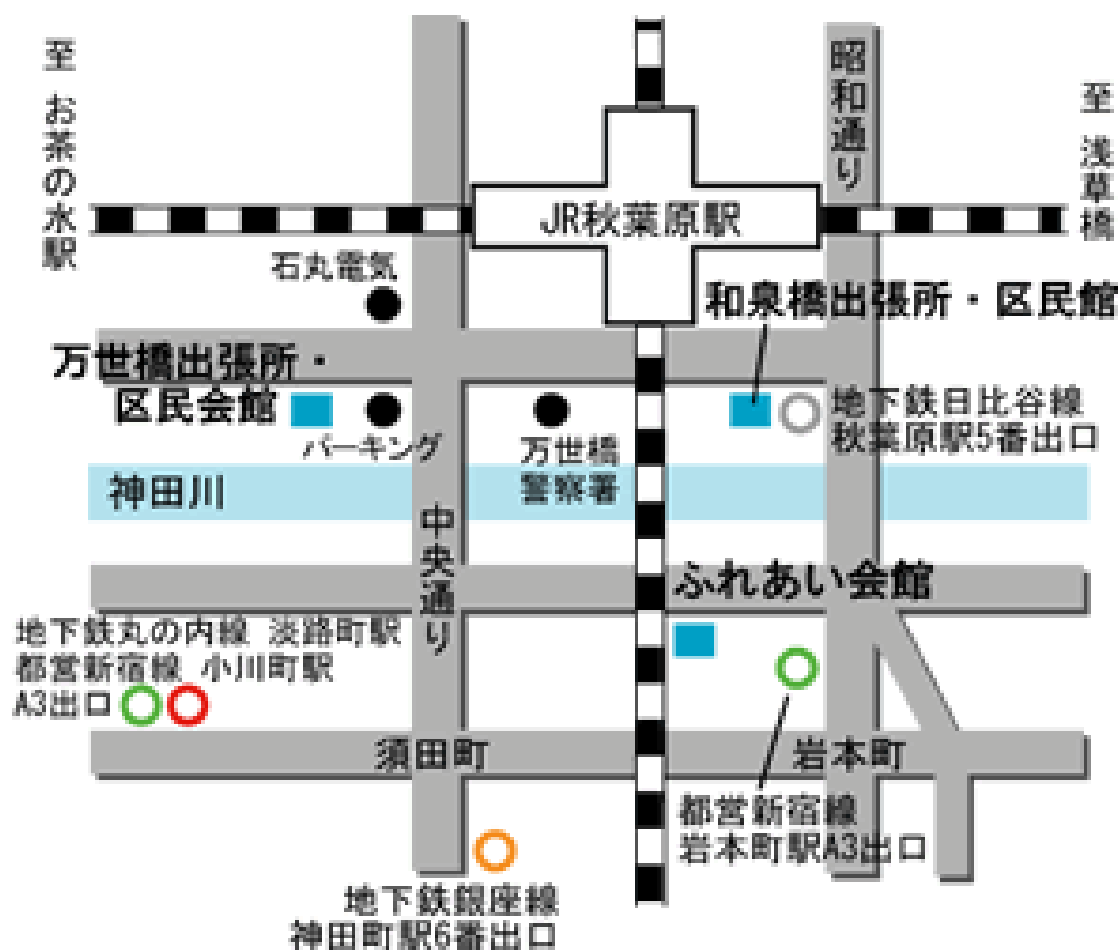 至 お茶の水駅
昭和通り
至 浅草橋
JR秋葉原駅
石丸電気
和泉橋出張所・区民館
万世橋出張所・
区民会館
パーキング
万世橋
警察署
地下鉄日比谷線
秋葉原駅5番出口
神田川
中央通り
ふれあい会館
地下鉄丸の内線 淡路町駅
都営新宿線 小川町駅
A3出口
須田町
岩本町
都営新宿線
岩本町駅A3出口
地下鉄銀座線
神田町駅6番出口